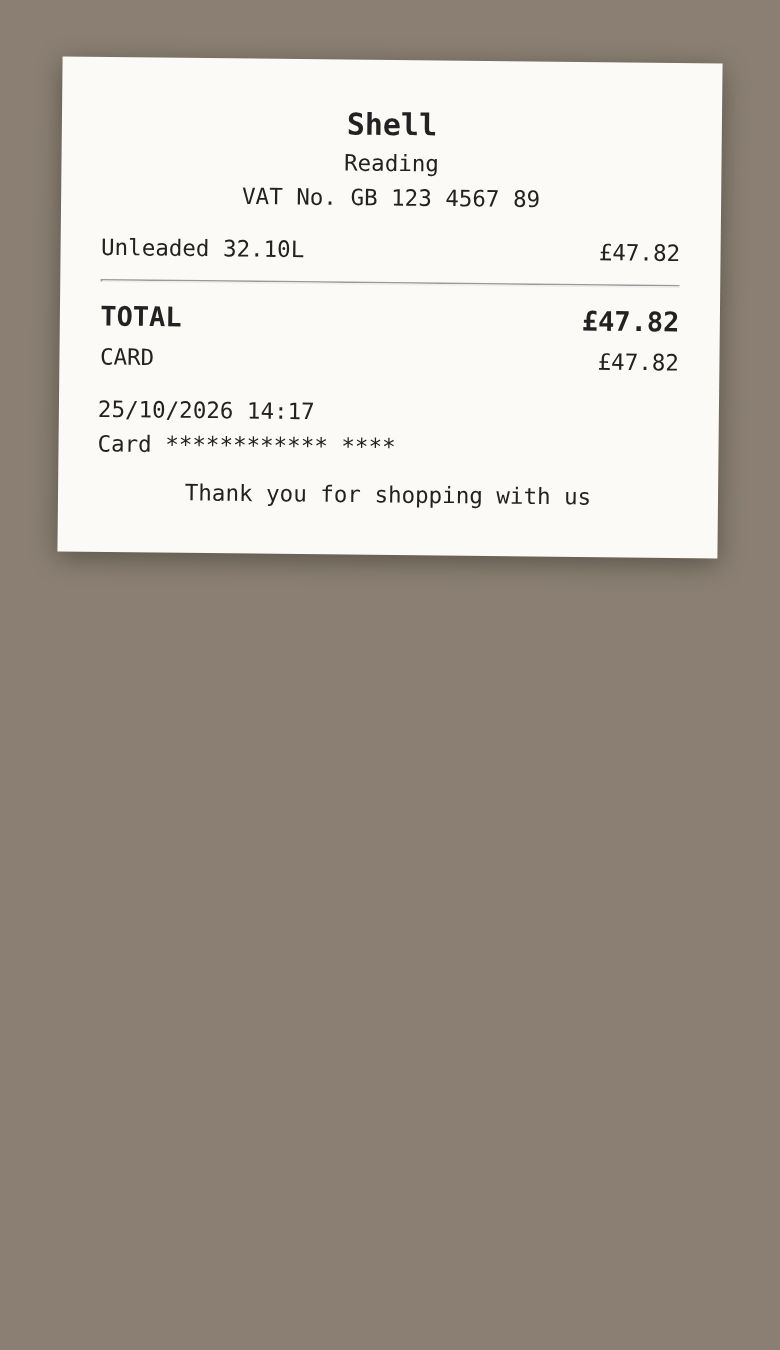 Shell
Reading
VAT No. GB 123 4567 89
Unleaded 32.10L £47.82
TOTAL £47.82
CARD £47.82
25/10/2026 14:17
Card ************ ****
Thank you for shopping with us